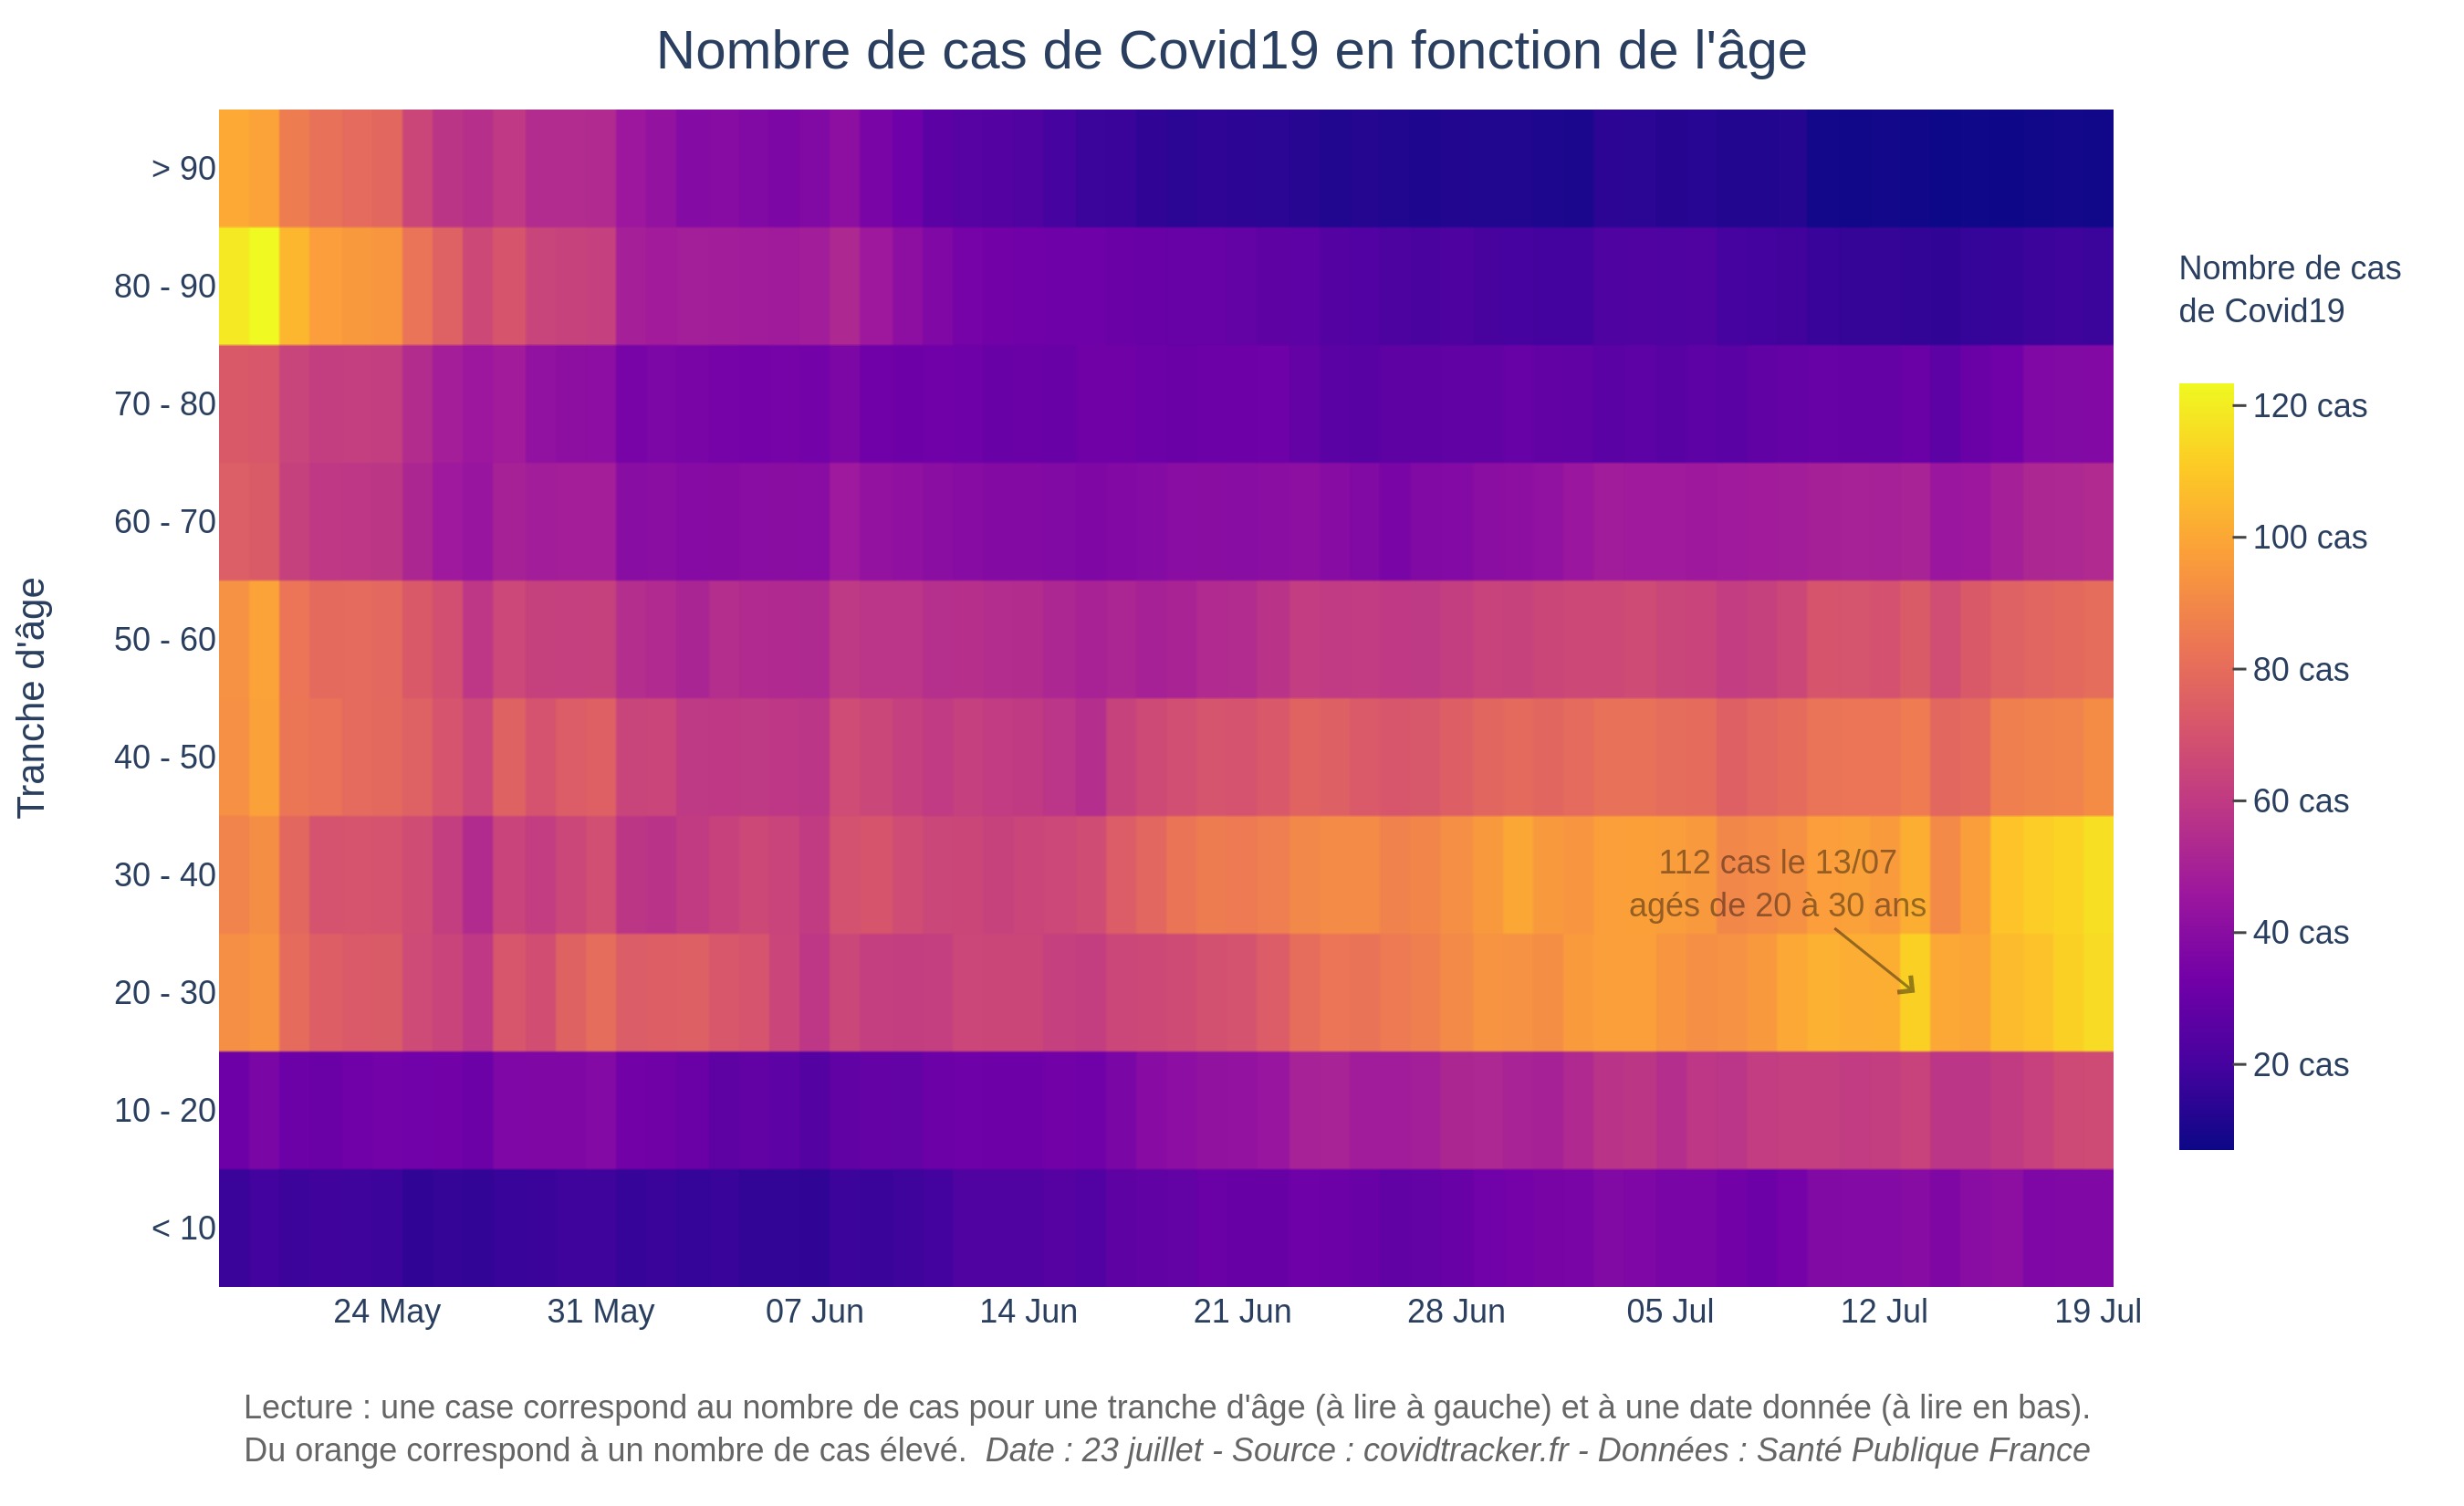 Nombre de cas de Covid19 en fonction de l'âge
Tranche d'âge
> 90
80 - 90
70 - 80
60 - 70
50 - 60
40 - 50
30 - 40
20 - 30
10 - 20
< 10
112 cas le 13/07
agés de 20 à 30 ans
24 May
31 May
07 Jun
14 Jun
21 Jun
28 Jun
05 Jul
12 Jul
19 Jul
Nombre de cas
de Covid19
120 cas
100 cas
80 cas
60 cas
40 cas
20 cas
Lecture : une case correspond au nombre de cas pour une tranche d'âge (à lire à gauche) et à une date donnée (à lire en bas).
Du orange correspond à un nombre de cas élevé. Date : 23 juillet - Source : covidtracker.fr - Données : Santé Publique France